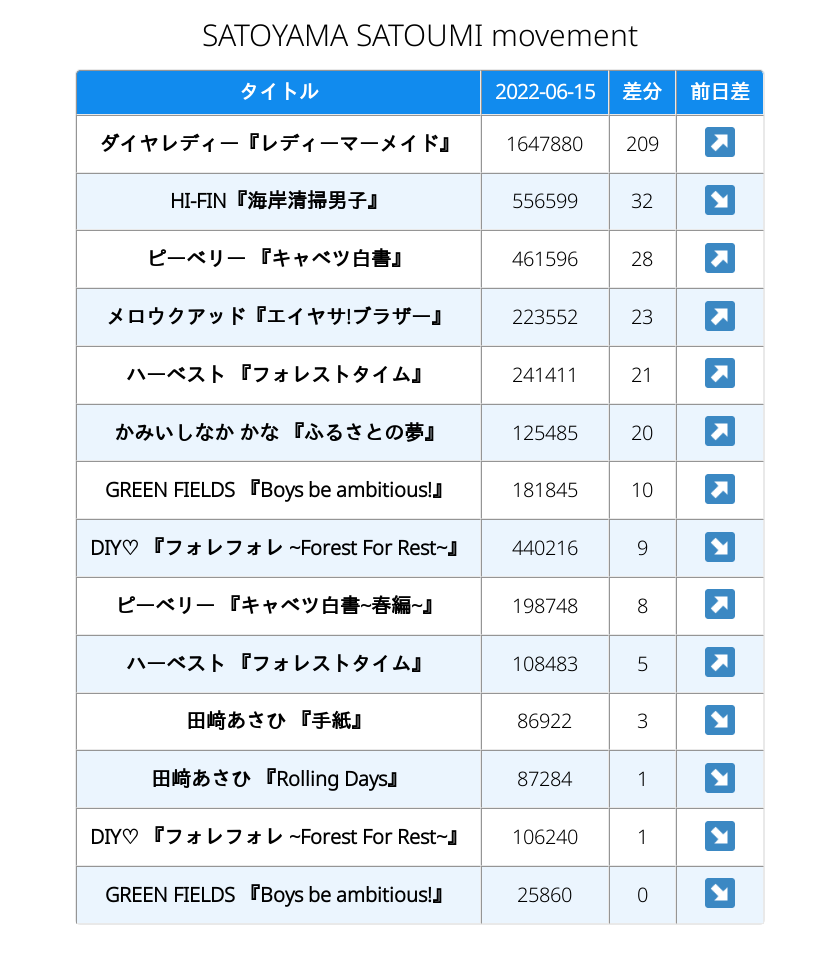 SATOYAMA SATOUMI movement
タイトル 2022-06-15 差分 前日差
ダイヤレディー『レディーマーメイド』 1647880 209 ↗
HI-FIN『海岸清掃男子』 556599 32 ↘
ピーベリー 『キャベツ白書』 461596 28 ↗
メロウクアッド『エイヤサ!ブラザー』 223552 23 ↗
ハーベスト 『フォレストタイム』 241411 21 ↗
かみいしなか かな 『ふるさとの夢』 125485 20 ↗
GREEN FIELDS 『Boys be ambitious!』 181845 10 ↗
DIY♡ 『フォレフォレ ~Forest For Rest~』 440216 9 ↘
ピーベリー 『キャベツ白書~春編~』 198748 8 ↗
ハーベスト 『フォレストタイム』 108483 5 ↗
田﨑あさひ 『手紙』 86922 3 ↘
田﨑あさひ 『Rolling Days』 87284 1 ↘
DIY♡ 『フォレフォレ ~Forest For Rest~』 106240 1 ↘
GREEN FIELDS 『Boys be ambitious!』 25860 0 ↘